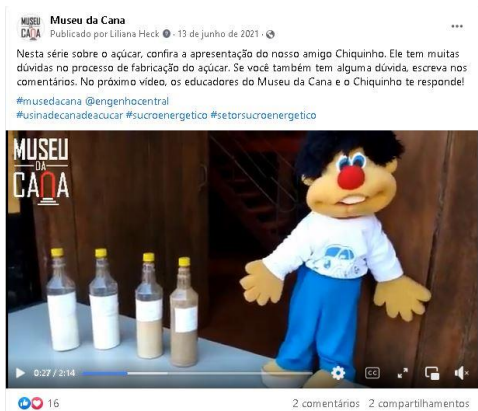 MUSEU
DA
CANA
Museu da Cana
Publicado por Liliana Heck · 13 de junho de 2021 ·
Nesta série sobre o açúcar, confira a apresentação do nosso amigo Chiquinho. Ele tem muitas
dúvidas no processo de fabricação do açúcar. Se você também tem alguma dúvida, escreva nos
comentários. No próximo vídeo, os educadores do Museu da Cana e o Chiquinho te responde!
#musedacana @engenhocentral
#usinadecanadeacucar #sucroenergetico #setorsucroenergetico
MUSEU
DA
CANA
0:27 / 2:14
CC
16
2 comentários 2 compartilhamentos